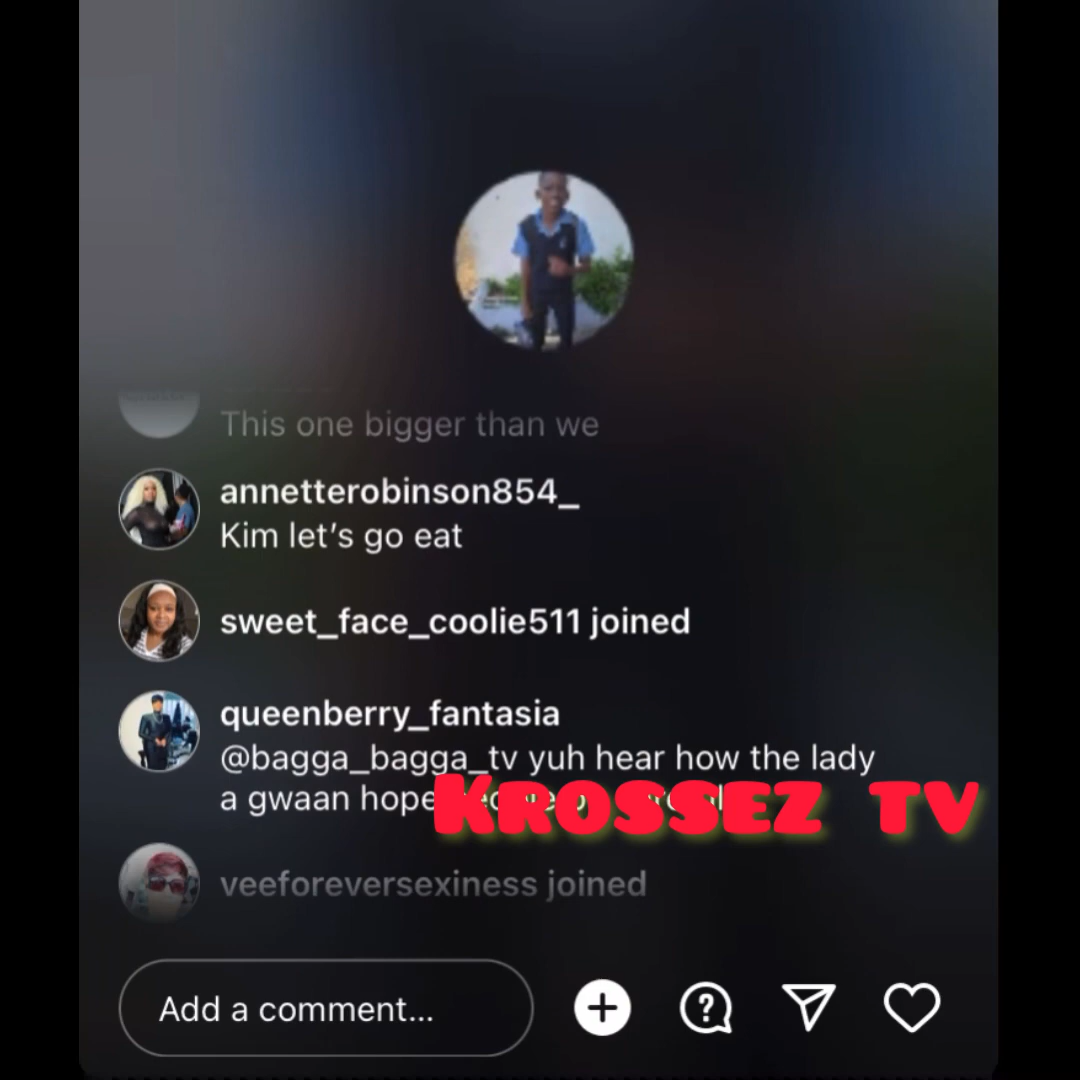 This one bigger than we
annetterobinson854_
Kim let’s go eat
sweet_face_coolie511 joined
queenberry_fantasia
@bagga_bagga_tv yuh hear how the lady
a gwaan hope
KROSSEZ TV
veeforeversexiness joined
Add a comment...